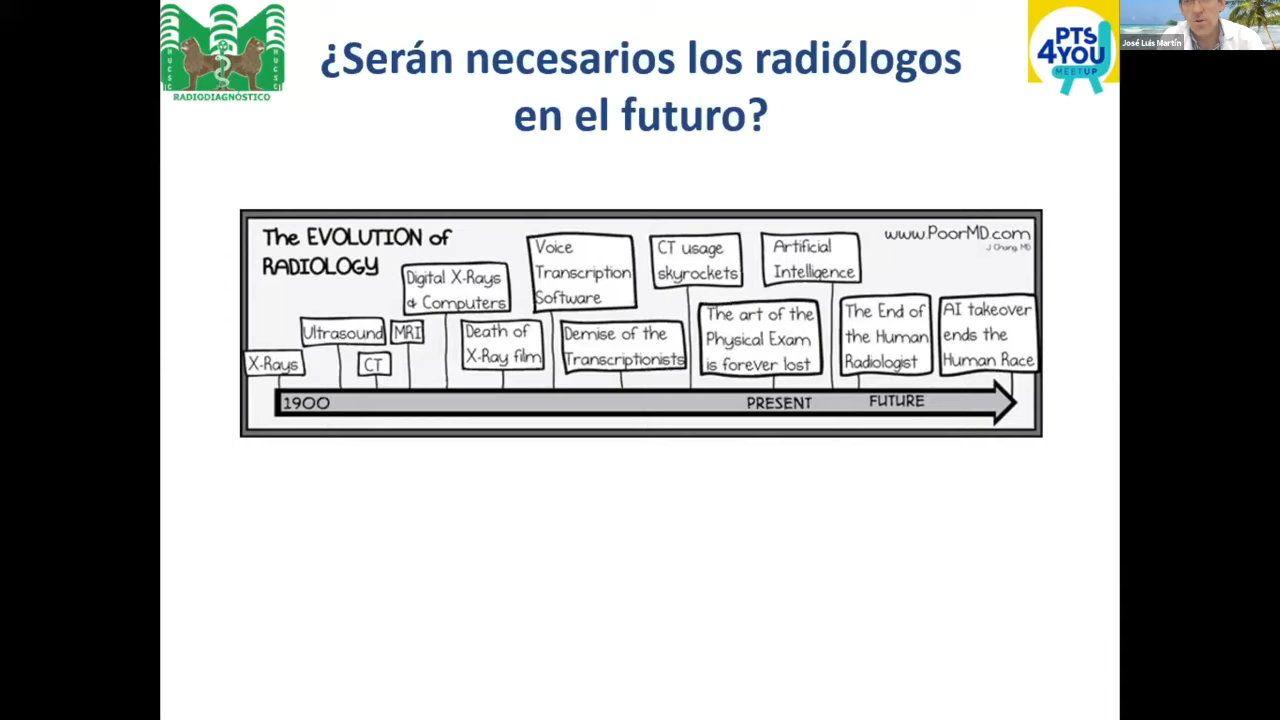 ¿Serán necesarios los radiólogos
en el futuro?
HUCSC
HUCSC
RADIODIAGNÓSTICO
PTS
4YOU
MEETUP
José Luis Martín
The EVOLUTION of
RADIOLOGY
www.PoorMD.com
J Chang, MD
X-Rays
Ultrasound
CT
MRI
Digital X-Rays
& Computers
Death of
X-Ray film
Voice
Transcription
Software
Demise of the
Transcriptionists
CT usage
skyrockets
The art of the
Physical Exam
is forever lost
Artificial
Intelligence
The End of
the Human
Radiologist
AI takeover
ends the
Human Race
1900
PRESENT
FUTURE